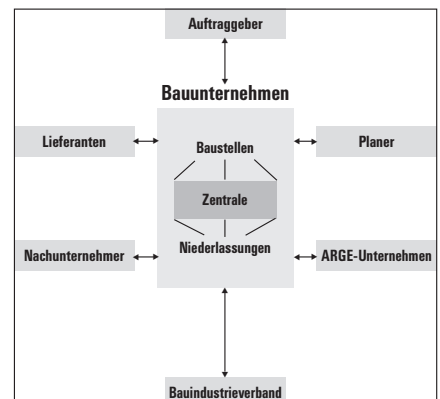 Auftraggeber
Bauunternehmen
Lieferanten
Baustellen
Planer
Zentrale
Niederlassungen
Nachunternehmer
ARGE-Unternehmen
Bauindustrieverband